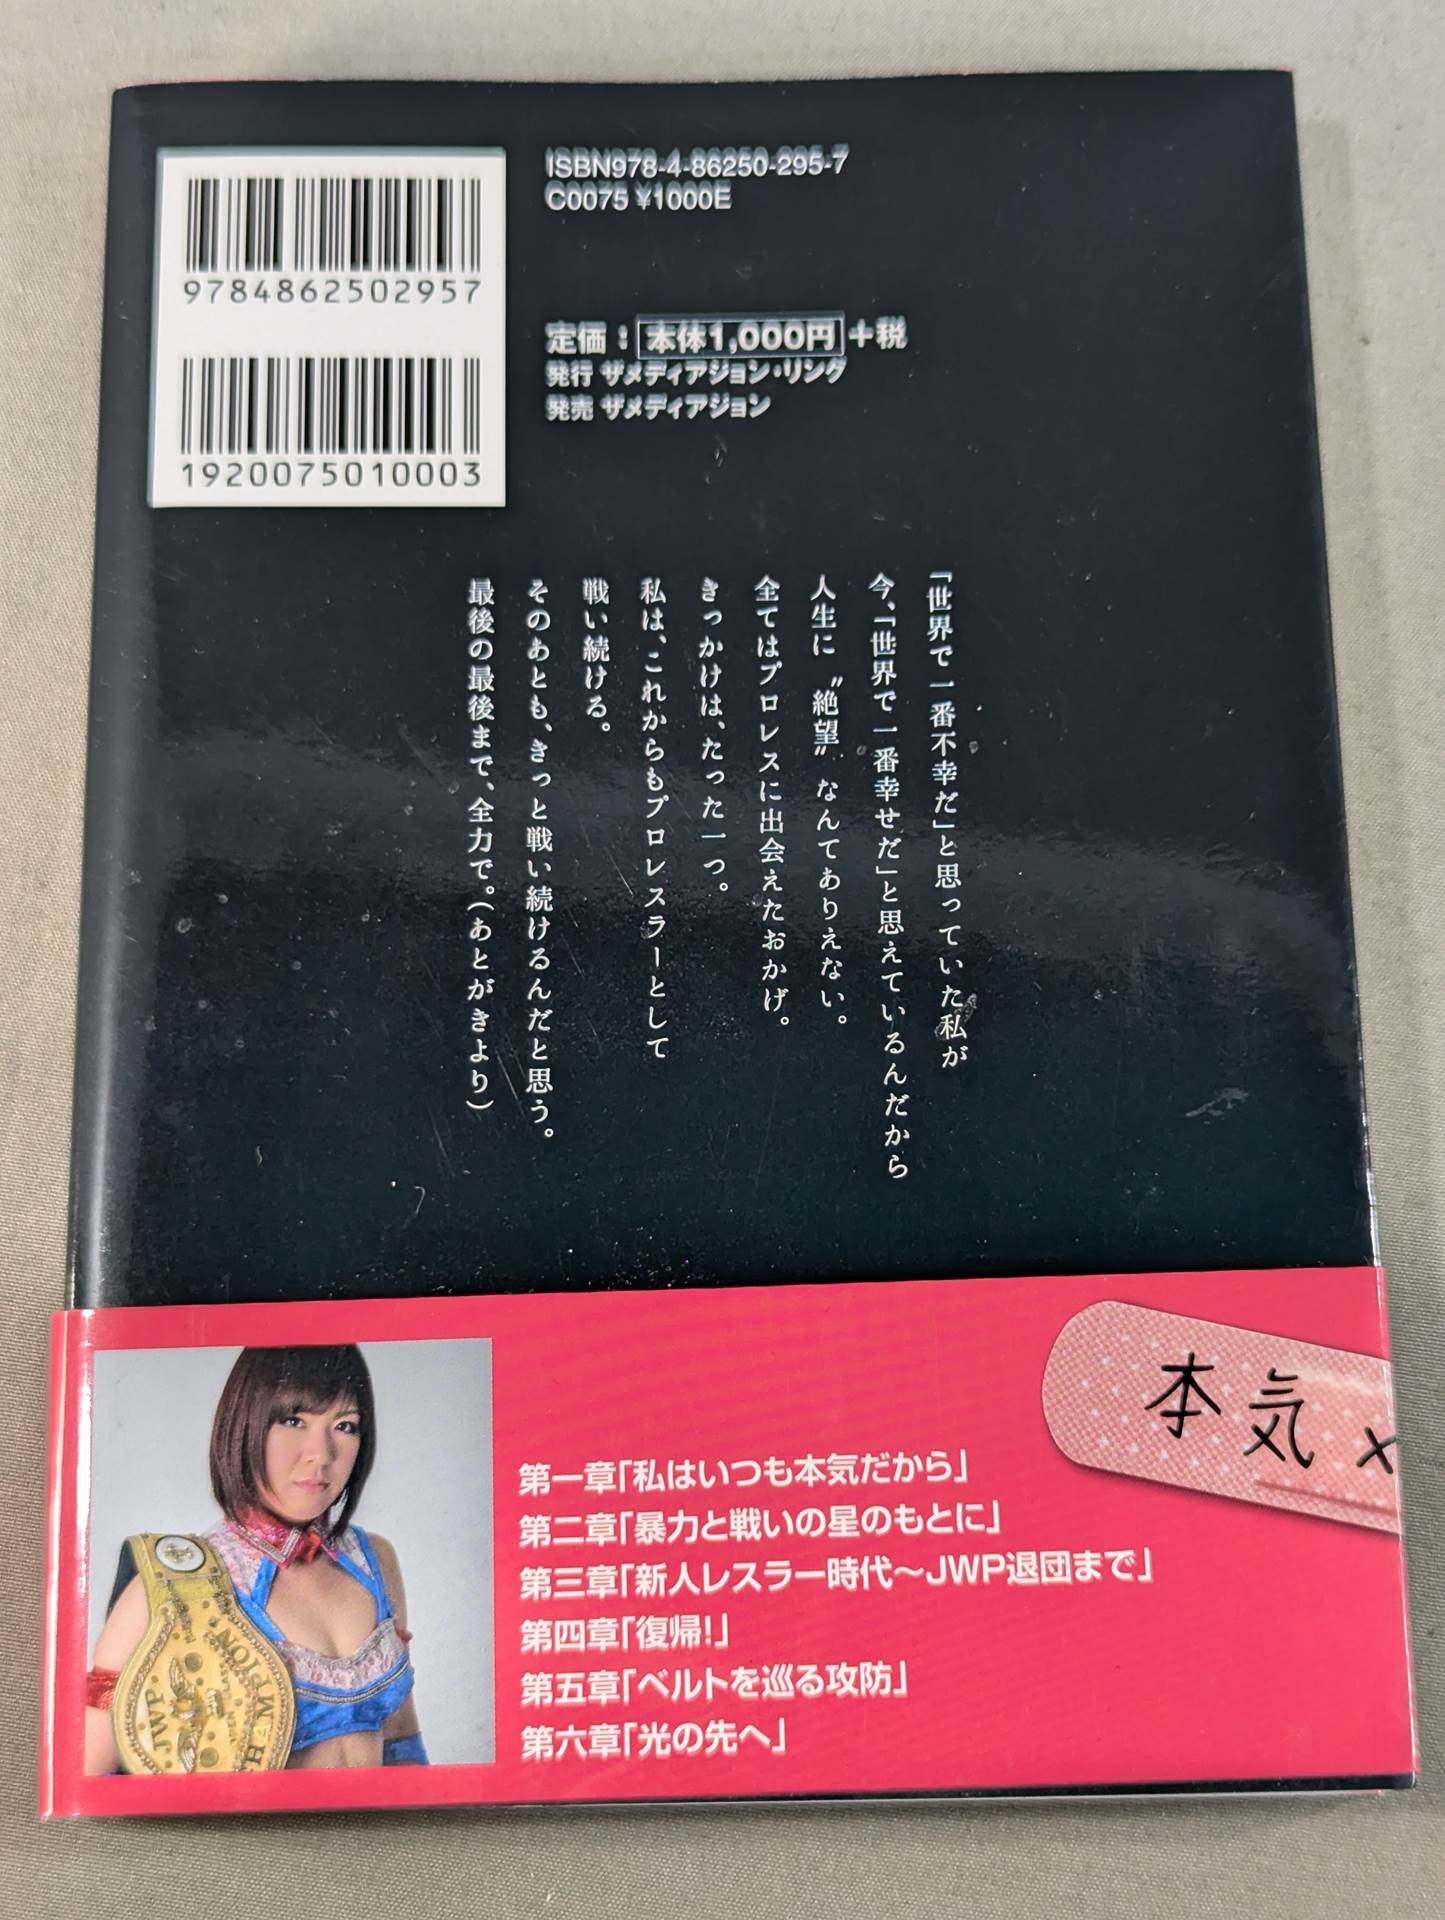 9784862502957
1920075010003
ISBN978-4-86250-295-7
C0075 ¥1000E
定価：本体1,000円＋税
発行 ザメディアジョン・リング
発売 ザメディアジョン
「世界で一番不幸だ」と思っていた私が
今、「世界で一番幸せだ」と思えているんだから
人生に〝絶望〟なんてありえない。
全てはプロレスに出会えたおかげ。
きっかけは、たった一つ。
私は、これからもプロレスラーとして
戦い続ける。
そのあとも、きっと戦い続けるんだと思う。
最後の最後まで、全力で。(あとがきより)
本気×
第一章「私はいつも本気だから」
第二章「暴力と戦いの星のもとに」
第三章「新人レスラー時代～JWP退団まで」
第四章「復帰!」
第五章「ベルトを巡る攻防」
第六章「光の先へ」
JWP
CHAMPION